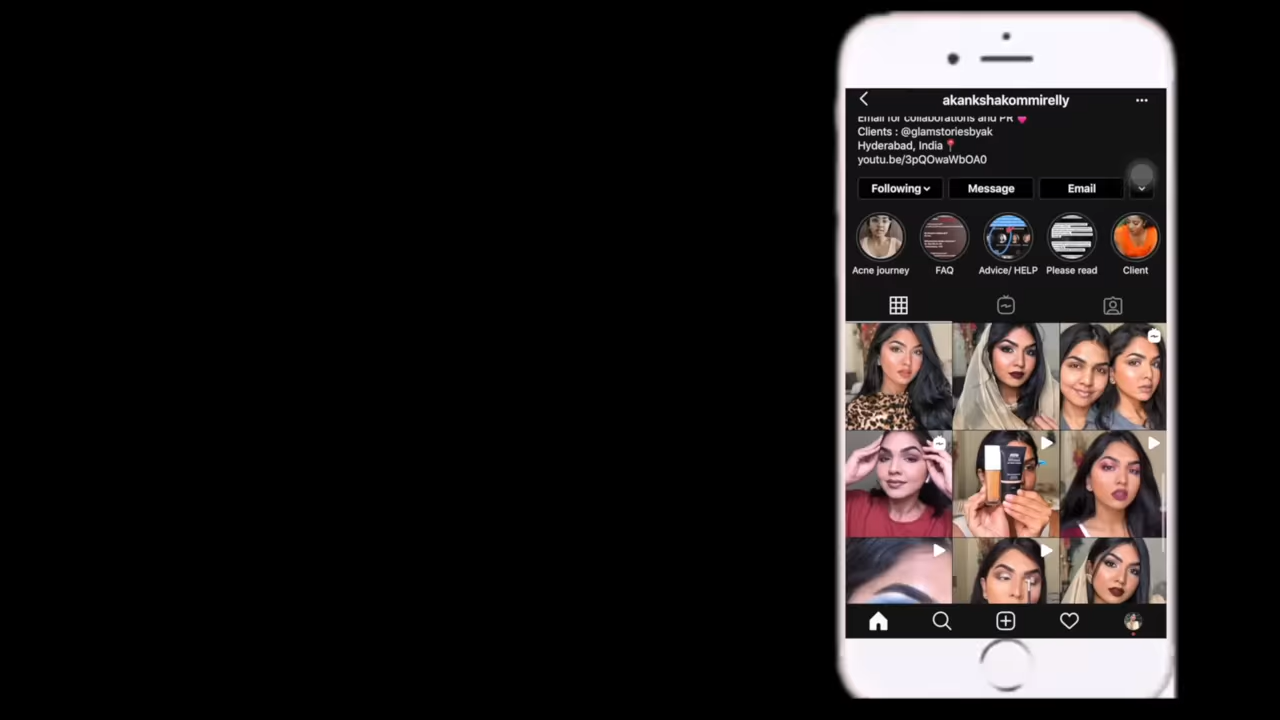 akankshakommirelly
Email for collaborations and PR 💗
Clients : @glamstoriesbyak
Hyderabad, India📍
youtu.be/3pQOwaWbOA0
Following
Message
Email
Acne journey
FAQ
Advice/ HELP
Please read
Client